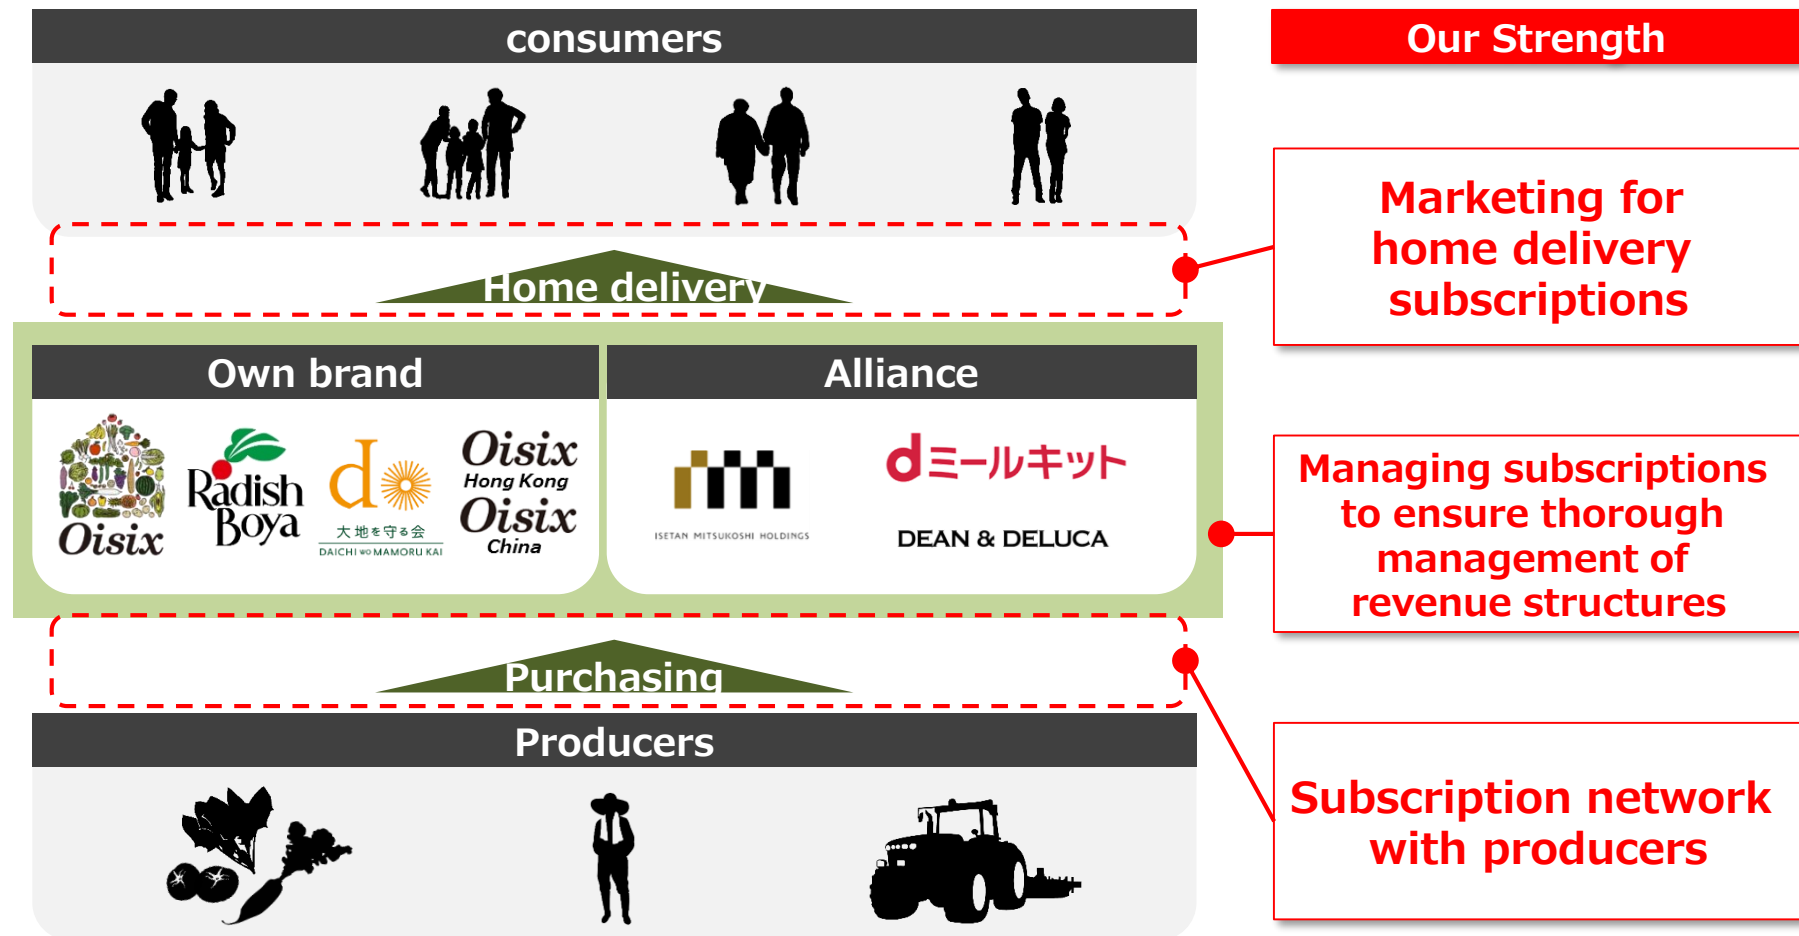 consumers
Our Strength
Marketing for
home delivery
subscriptions
Home delivery
Own brand
Alliance
Oisix
Radish
Boya
d
大地を守る会
DAICHI WO MAMORU KAI
Oisix
Hong Kong
Oisix
China
ISETAN MITSUKOSHI HOLDINGS
dミールキット
DEAN & DELUCA
Managing subscriptions
to ensure thorough
management of
revenue structures
Purchasing
Producers
Subscription network
with producers